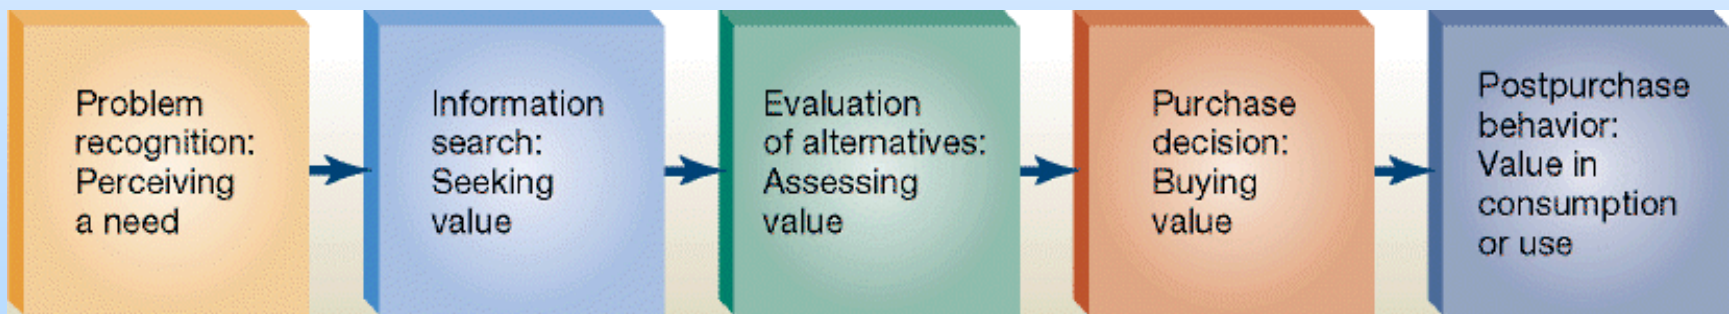 Problem
recognition:
Perceiving
a need
Information
search:
Seeking
value
Evaluation
of alternatives:
Assessing
value
Purchase
decision:
Buying
value
Postpurchase
behavior:
Value in
consumption
or use